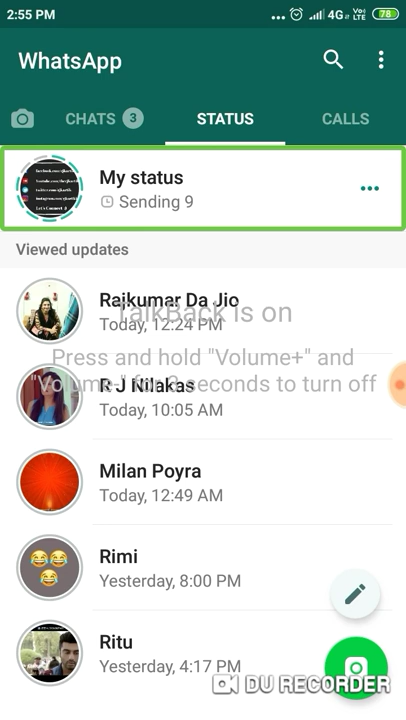 2:55 PM
4G
VoLTE
78
WhatsApp
CHATS 3
STATUS
CALLS
My status
Sending 9
Viewed updates
Rajkumar Da Jio
Today, 12:24 PM
TalkBack is on
Press and hold "Volume+" and
"Volume-" for 3 seconds to turn off
R J Nilakas
Today, 10:05 AM
Milan Poyra
Today, 12:49 AM
Rimi
Yesterday, 8:00 PM
Ritu
Yesterday, 4:17 PM
DU RECORDER